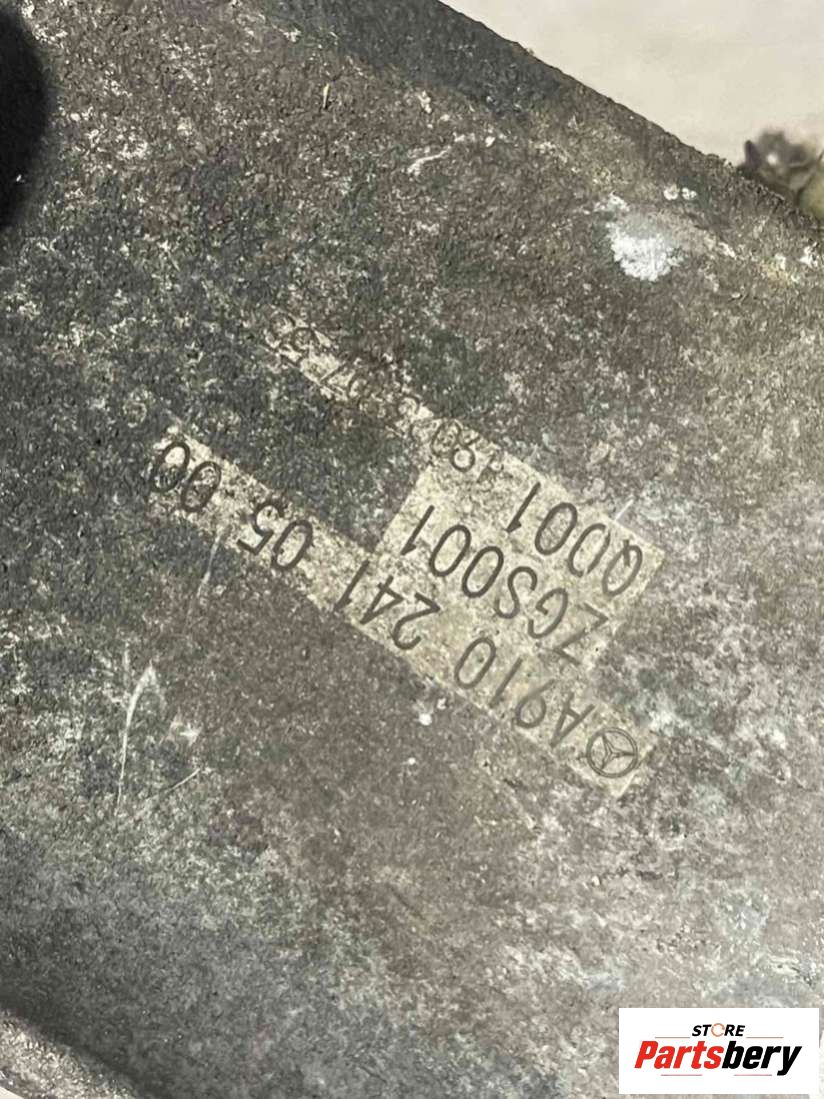 A910 241 05 00
ZGS001
Q001
STORE
Partsbery